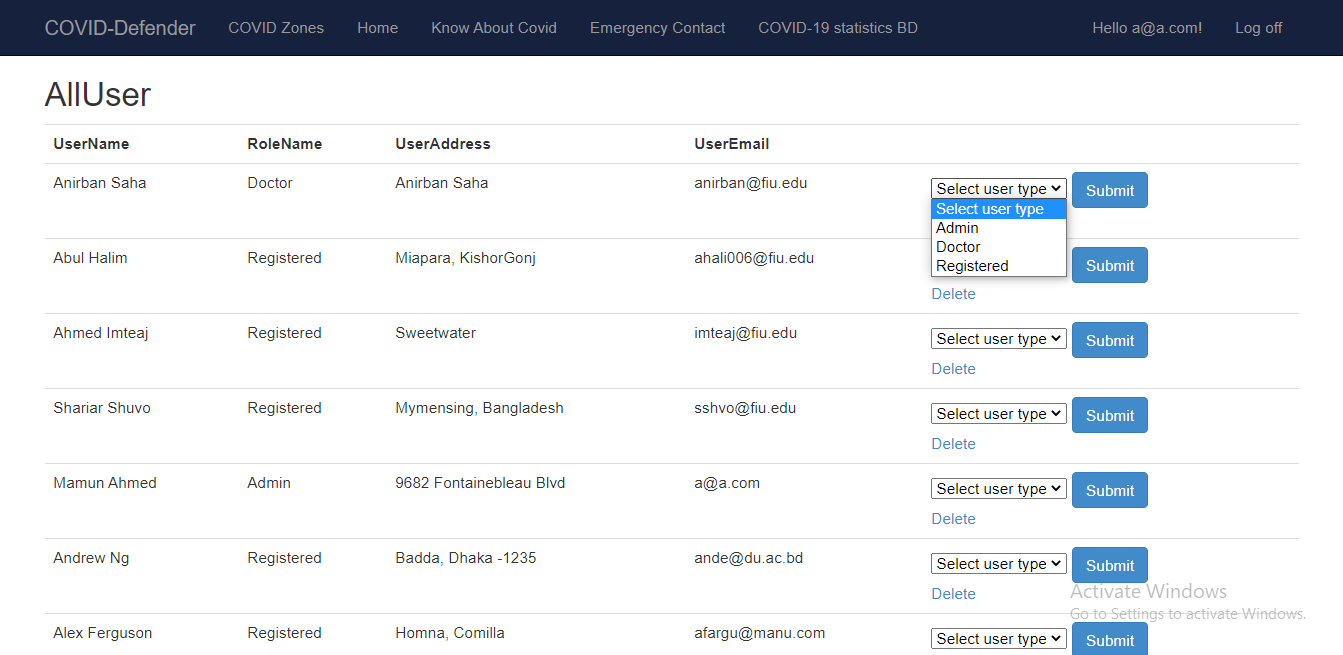 COVID-Defender COVID Zones Home Know About Covid Emergency Contact COVID-19 statistics BD Hello a@a.com! Log off
AllUser
UserName RoleName UserAddress UserEmail
Anirban Saha Doctor Anirban Saha anirban@fiu.edu Select user type Submit
Select user type
Admin
Doctor
Registered
Abul Halim Registered Miapara, KishorGonj ahali006@fiu.edu Submit
Delete
Ahmed Imteaj Registered Sweetwater imteaj@fiu.edu Select user type Submit
Delete
Shariar Shuvo Registered Mymensing, Bangladesh sshvo@fiu.edu Select user type Submit
Delete
Mamun Ahmed Admin 9682 Fontainebleau Blvd a@a.com Select user type Submit
Delete
Andrew Ng Registered Badda, Dhaka -1235 ande@du.ac.bd Select user type Submit
Delete
Activate Windows
Go to Settings to activate Windows.
Alex Ferguson Registered Homna, Comilla afargu@manu.com Select user type Submit